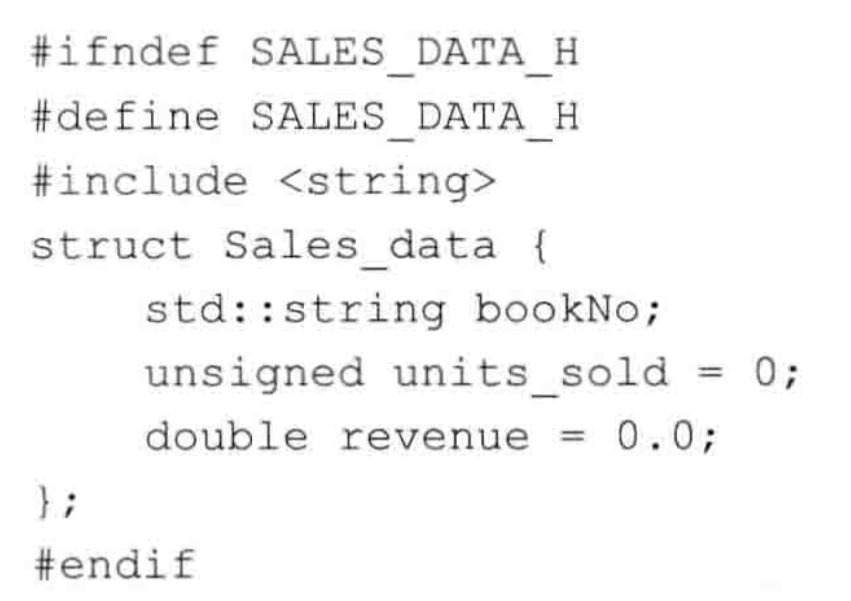 #ifndef SALES_DATA_H
#define SALES_DATA_H
#include <string>
struct Sales_data {
    std::string bookNo;
    unsigned units_sold = 0;
    double revenue = 0.0;
};
#endif